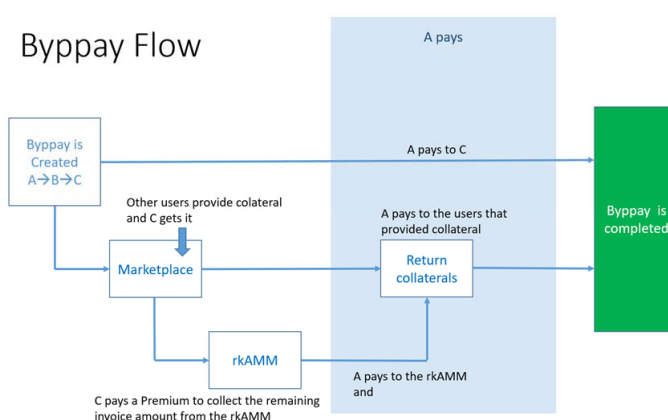 Byppay Flow
A pays
Byppay is
Created
A→B→C
A pays to C
Other users provide colateral
and C gets it
A pays to the users that
provided collateral
Byppay is
completed
Marketplace
Return
collaterals
rkAMM
A pays to the rkAMM
and
C pays a Premium to collect the remaining
invoice amount from the rkAMM